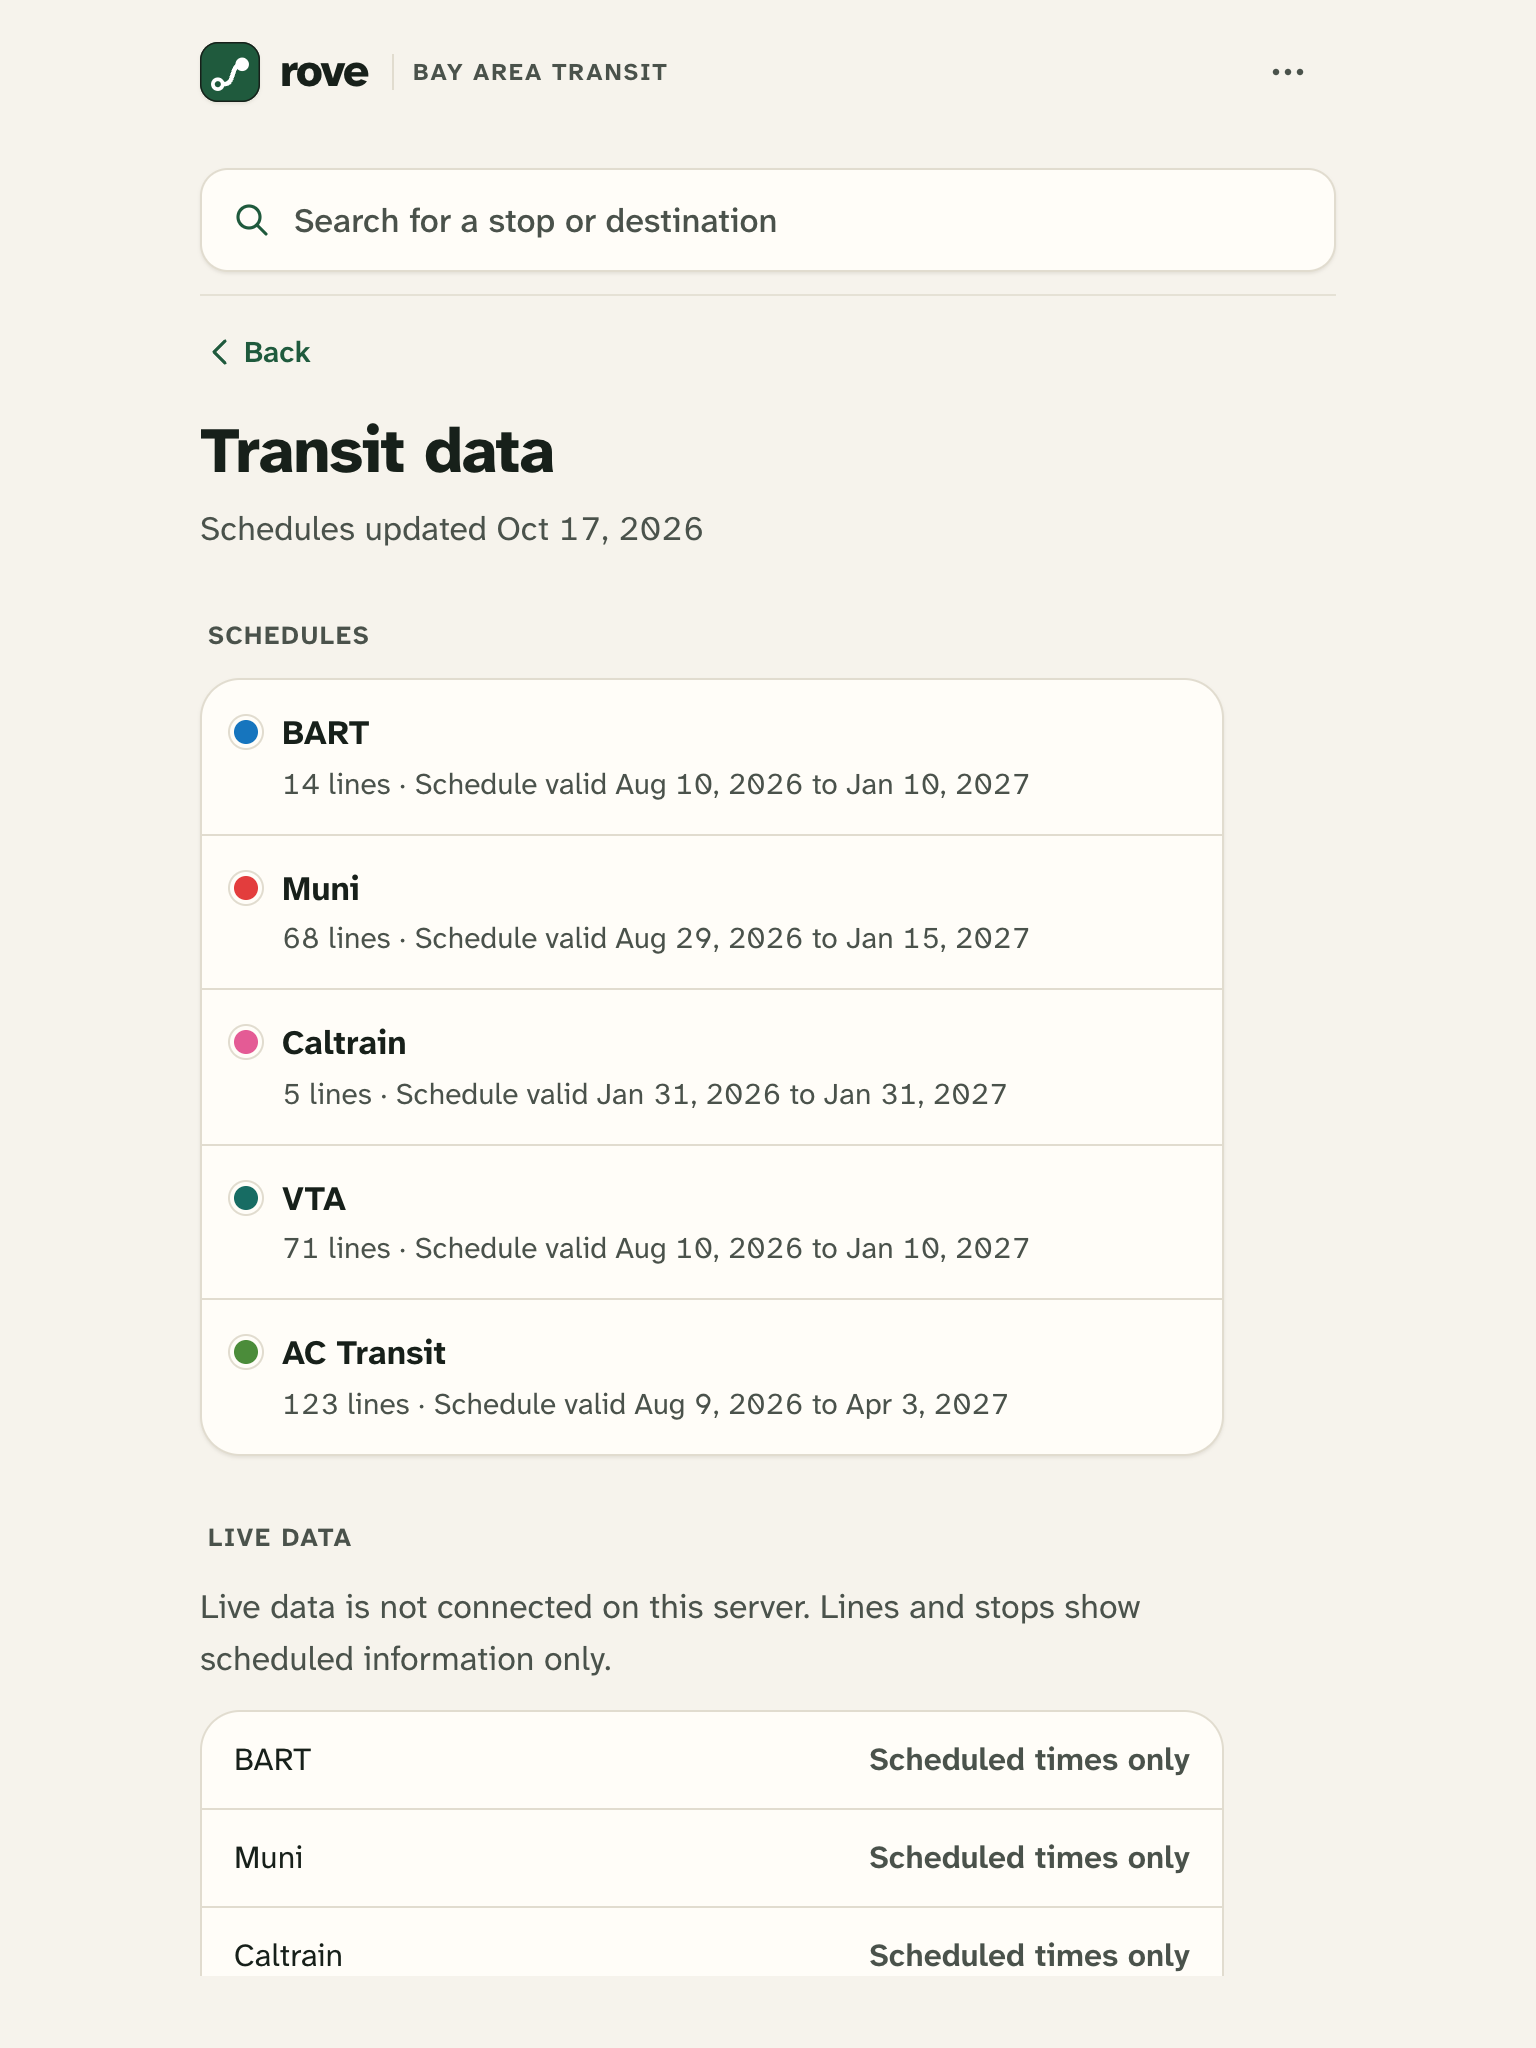 rove
BAY AREA TRANSIT
Search for a stop or destination
Back
Transit data
Schedules updated Oct 17, 2026
SCHEDULES
BART
14 lines · Schedule valid Aug 10, 2026 to Jan 10, 2027
Muni
68 lines · Schedule valid Aug 29, 2026 to Jan 15, 2027
Caltrain
5 lines · Schedule valid Jan 31, 2026 to Jan 31, 2027
VTA
71 lines · Schedule valid Aug 10, 2026 to Jan 10, 2027
AC Transit
123 lines · Schedule valid Aug 9, 2026 to Apr 3, 2027
LIVE DATA
Live data is not connected on this server. Lines and stops show
scheduled information only.
BART Scheduled times only
Muni Scheduled times only
Caltrain Scheduled times only